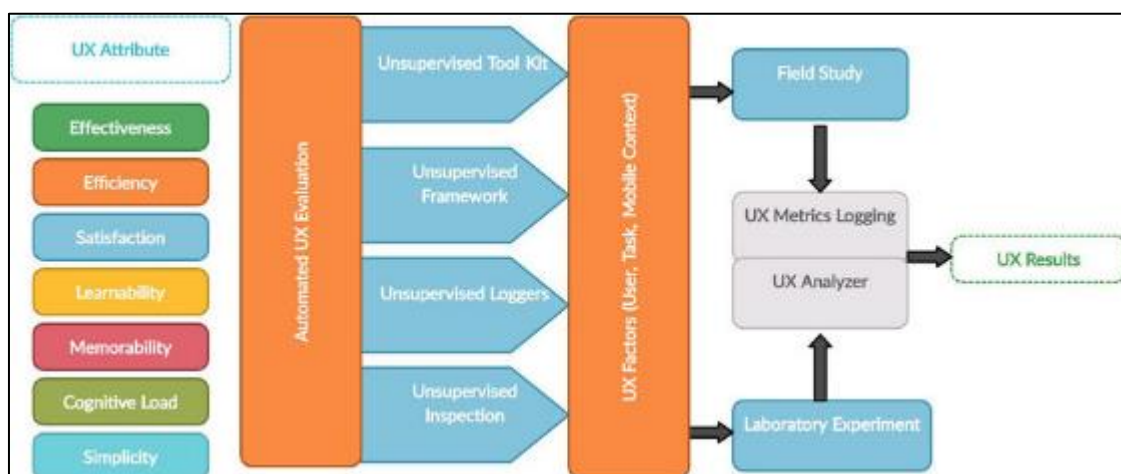 UX Attribute
Effectiveness
Efficiency
Satisfaction
Learnability
Memorability
Cognitive Load
Simplicity
Automated UX Evaluation
Unsupervised Tool Kit
Unsupervised
Framework
Unsupervised Loggers
Unsupervised
Inspection
UX Factors (User, Task, Mobile Context)
Field Study
UX Metrics Logging
UX Analyzer
Laboratory Experiment
UX Results